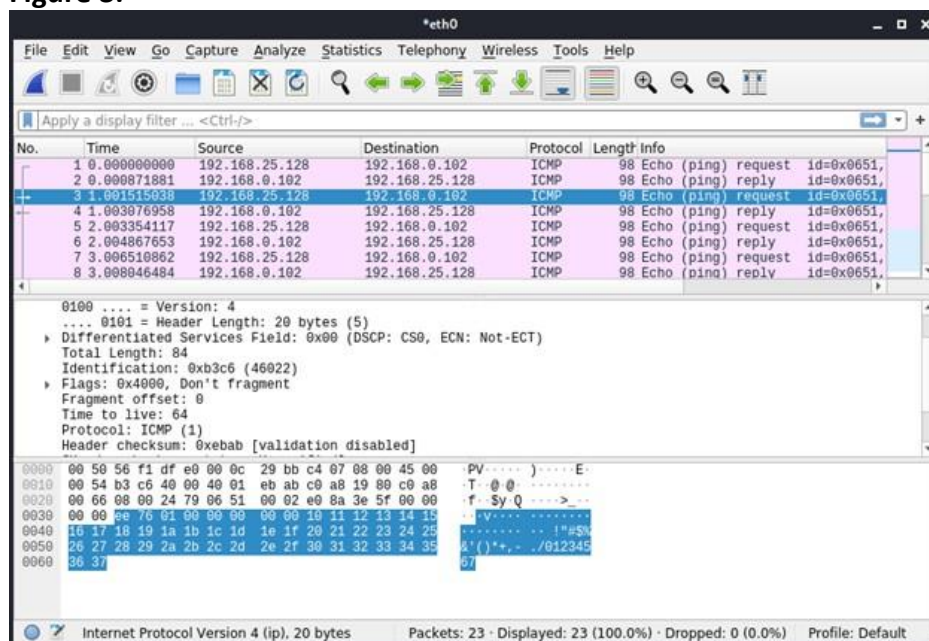 *eth0
File Edit View Go Capture Analyze Statistics Telephony Wireless Tools Help
Apply a display filter ... <Ctrl-/>
No. Time Source Destination Protocol Length Info
1 0.000000000 192.168.25.128 192.168.0.102 ICMP 98 Echo (ping) request id=0x0651,
2 0.000871881 192.168.0.102 192.168.25.128 ICMP 98 Echo (ping) reply id=0x0651,
3 1.001515038 192.168.25.128 192.168.0.102 ICMP 98 Echo (ping) request id=0x0651,
4 1.003076958 192.168.0.102 192.168.25.128 ICMP 98 Echo (ping) reply id=0x0651,
5 2.003354117 192.168.25.128 192.168.0.102 ICMP 98 Echo (ping) request id=0x0651,
6 2.004867653 192.168.0.102 192.168.25.128 ICMP 98 Echo (ping) reply id=0x0651,
7 3.006510862 192.168.25.128 192.168.0.102 ICMP 98 Echo (ping) request id=0x0651,
8 3.008046484 192.168.0.102 192.168.25.128 ICMP 98 Echo (ping) reply id=0x0651,
0100 .... = Version: 4
.... 0101 = Header Length: 20 bytes (5)
Differentiated Services Field: 0x00 (DSCP: CS0, ECN: Not-ECT)
Total Length: 84
Identification: 0xb3c6 (46022)
Flags: 0x4000, Don't fragment
Fragment offset: 0
Time to live: 64
Protocol: ICMP (1)
Header checksum: 0xebab [validation disabled]
0000 00 50 56 f1 df e0 00 0c 29 bb c4 07 08 00 45 00 ·PV····· )·····E·
0010 00 54 b3 c6 40 00 40 01 eb ab c0 a8 19 80 c0 a8 ·T··@·@· ········
0020 00 66 08 00 24 79 06 51 00 02 e0 8a 3e 5f 00 00 ·f··$y·Q ····>_··
0030 00 00 ee 76 01 00 00 00 00 00 10 11 12 13 14 15 ···v···· ········
0040 16 17 18 19 1a 1b 1c 1d 1e 1f 20 21 22 23 24 25 ········ ·· !"#$%
0050 26 27 28 29 2a 2b 2c 2d 2e 2f 30 31 32 33 34 35 &'()*+,- ./012345
0060 36 37 67
Internet Protocol Version 4 (ip), 20 bytes Packets: 23 · Displayed: 23 (100.0%) · Dropped: 0 (0.0%) Profile: Default